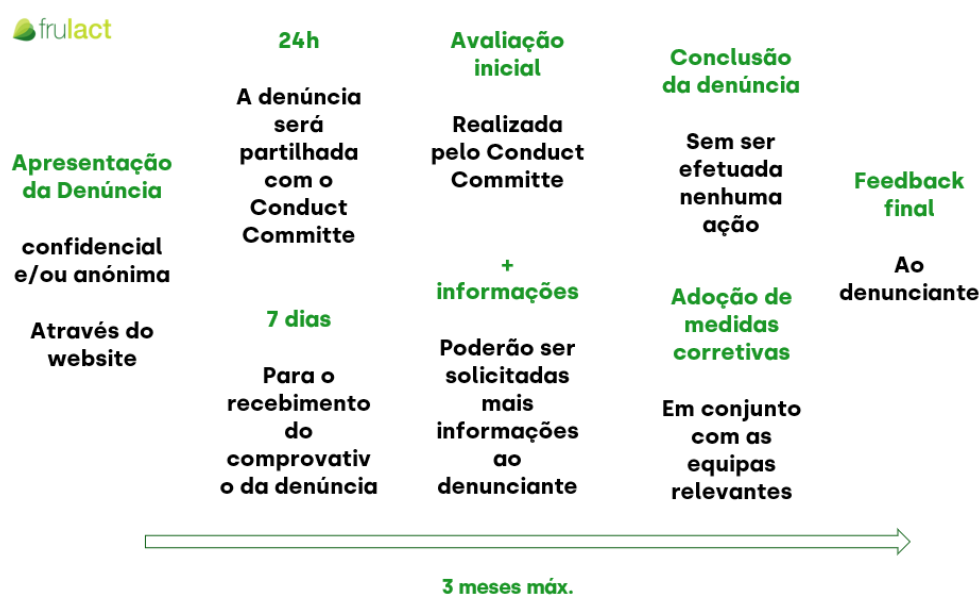 frulact
Apresentação
da Denúncia
confidencial
e/ou anónima
Através do
website
24h
A denúncia
será
partilhada
com o
Conduct
Committe
7 dias
Para o
recebimento
do
comprovativ
o da denúncia
Avaliação
inicial
Realizada
pelo Conduct
Committe
+
informações
Poderão ser
solicitadas
mais
informações
ao
denunciante
Conclusão
da denúncia
Sem ser
efetuada
nenhuma
ação
Adoção de
medidas
corretivas
Em conjunto
com as
equipas
relevantes
Feedback
final
Ao
denunciante
3 meses máx.